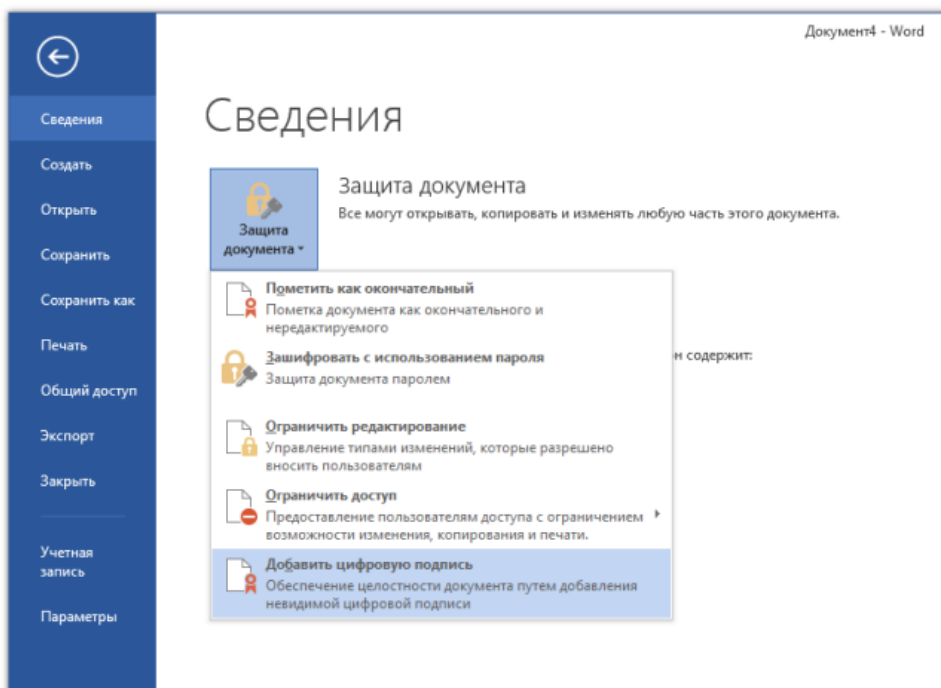 Документ4 - Word
Сведения
Создать
Открыть
Сохранить
Сохранить как
Печать
Общий доступ
Экспорт
Закрыть
Учетная
запись
Параметры
Сведения
Защита
документа
Защита документа
Все могут открывать, копировать и изменять любую часть этого документа.
Пометить как окончательный
Пометка документа как окончательного и
нередактируемого
Зашифровать с использованием пароля
Защита документа паролем
н содержит:
Ограничить редактирование
Управление типами изменений, которые разрешено
вносить пользователям
Ограничить доступ
Предоставление пользователям доступа с ограничением
возможности изменения, копирования и печати.
Добавить цифровую подпись
Обеспечение целостности документа путем добавления
невидимой цифровой подписи